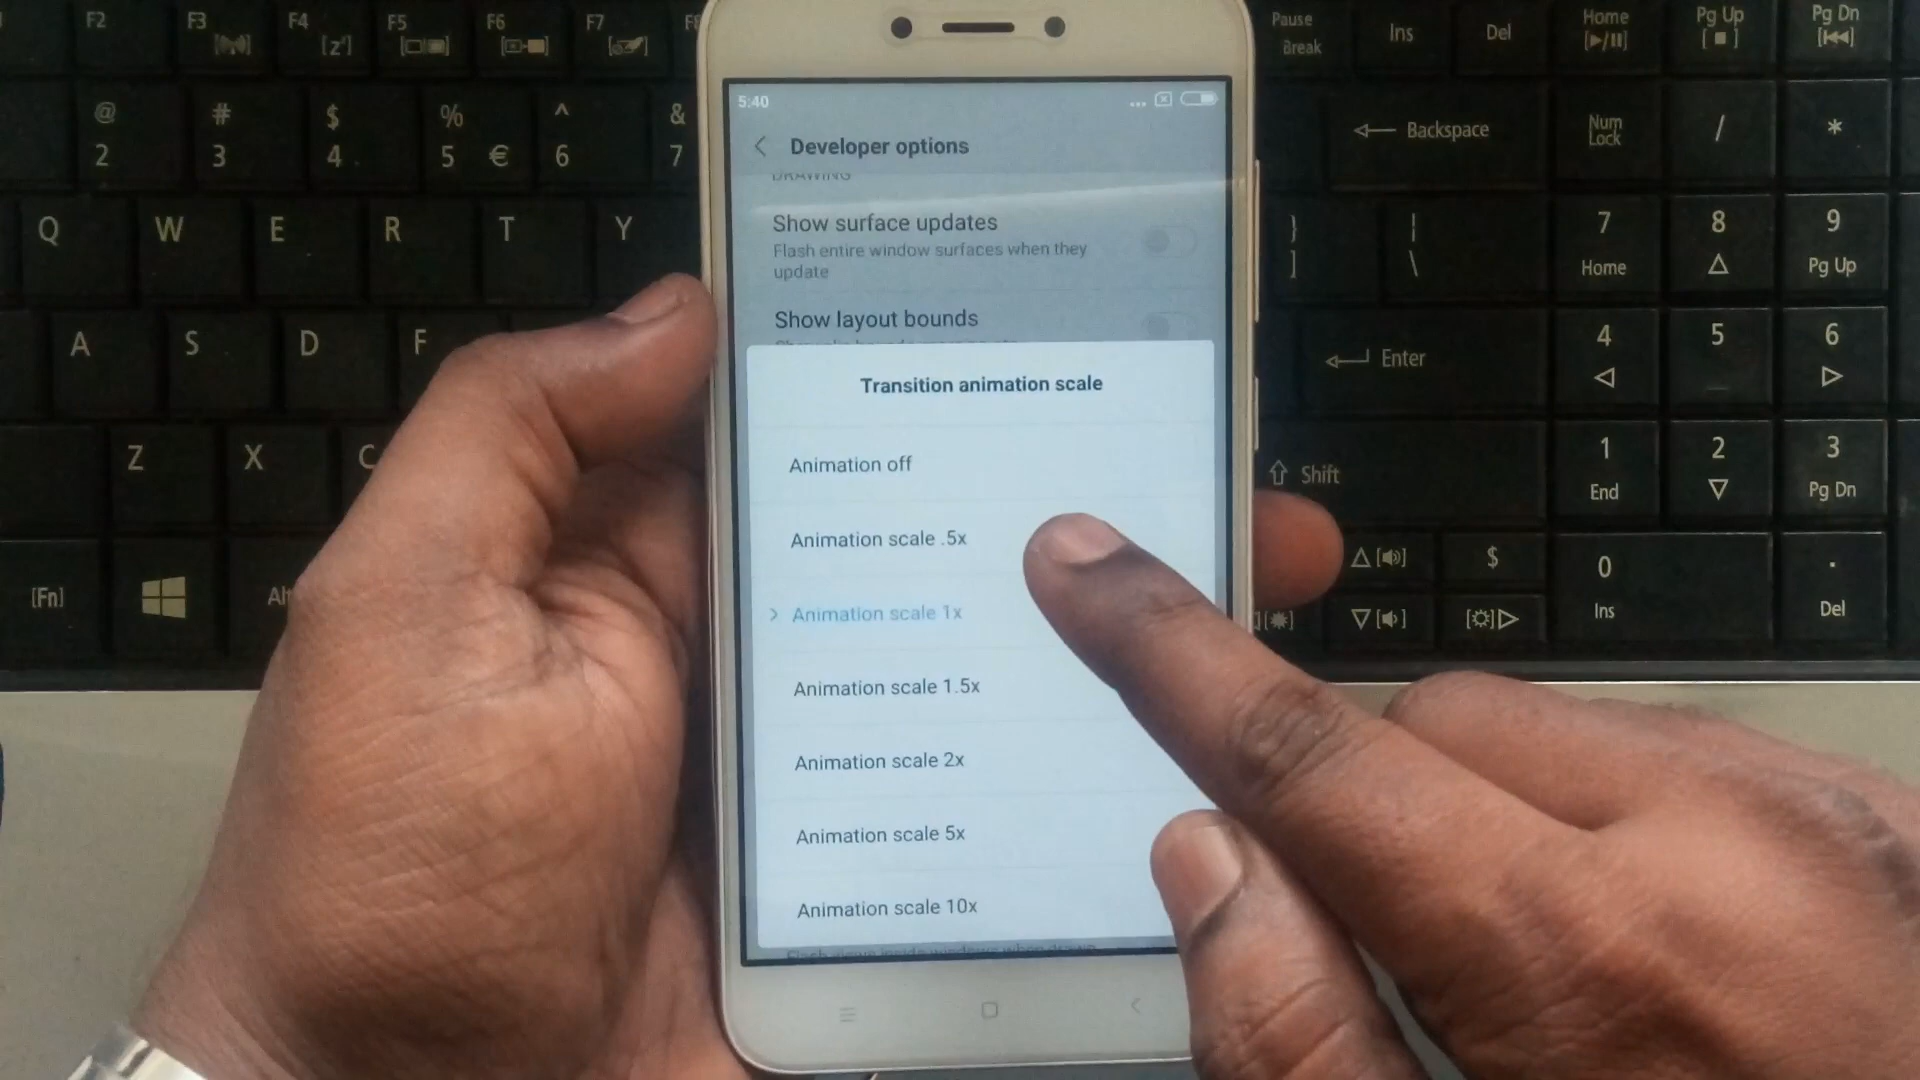 F2 F3 F4 F5 F6 F7
[z]
Pause
Break
Ins
Del
Home
Pg Up
Pg Dn
@ # $ % ^ &
2 3 4 5 € 6 7
Backspace
Num
Lock
/
*
Q W E R T Y
}
]
|
\
7
Home
8
9
Pg Up
A S D F
Enter
4
5
6
Z X C
Shift
1
End
2
3
Pg Dn
[Fn]
Alt
$
0
Ins
.
Del
5:40
Developer options
DRAWING
Show surface updates
Flash entire window surfaces when they
update
Show layout bounds
Transition animation scale
Animation off
Animation scale .5x
Animation scale 1x
Animation scale 1.5x
Animation scale 2x
Animation scale 5x
Animation scale 10x